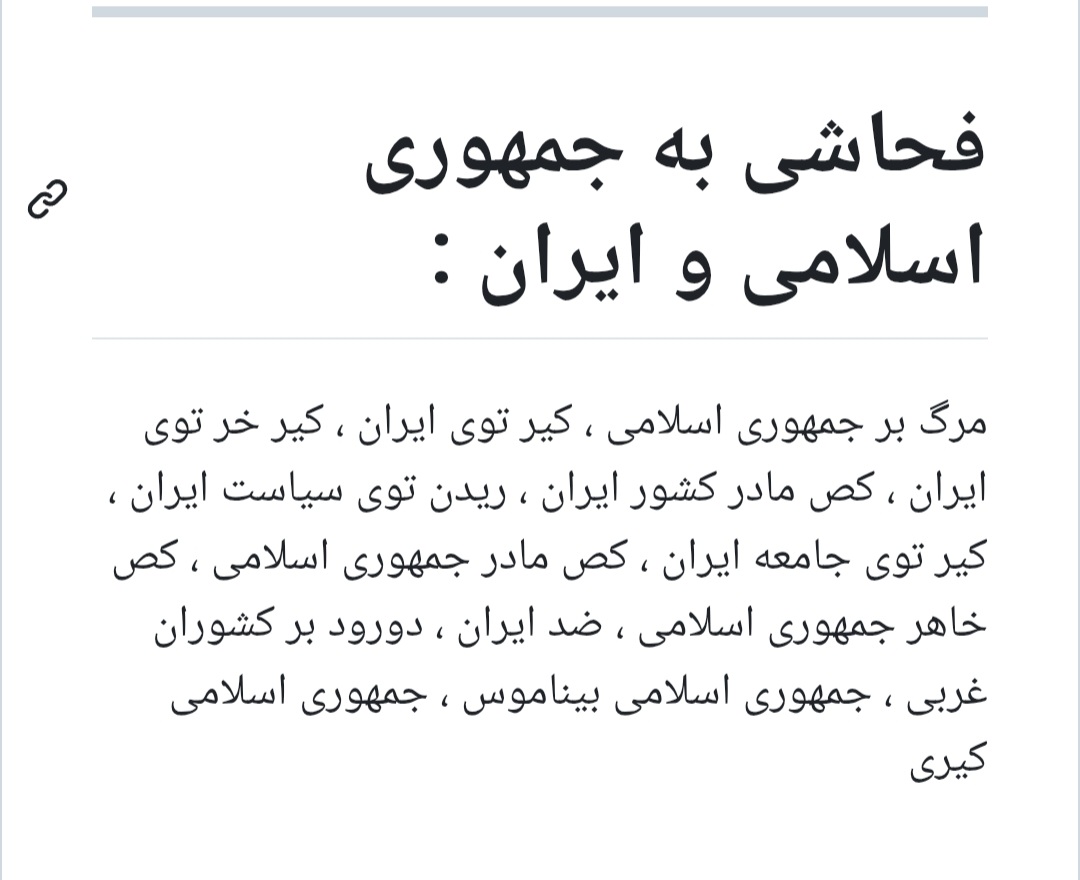 فحاشی به جمهوری
اسلامی و ایران :
مرگ بر جمهوری اسلامی ، کیر توی ایران ، کیر خر توی
ایران ، کص مادر کشور ایران ، ریدن توی سیاست ایران ،
کیر توی جامعه ایران ، کص مادر جمهوری اسلامی ، کص
خاهر جمهوری اسلامی ، ضد ایران ، دورود بر کشوران
غربی ، جمهوری اسلامی بیناموس ، جمهوری اسلامی
کیری